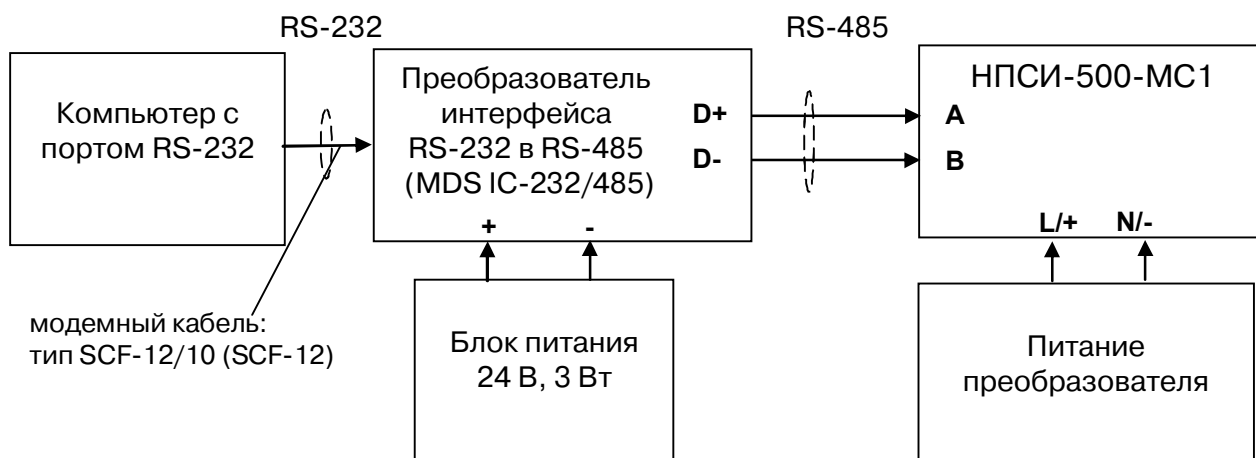 RS-232
RS-485
Компьютер с
портом RS-232
Преобразователь
интерфейса
RS-232 в RS-485
(MDS IC-232/485)
D+
D-
+
-
НПСИ-500-МС1
A
B
L/+
N/-
модемный кабель:
тип SCF-12/10 (SCF-12)
Блок питания
24 В, 3 Вт
Питание
преобразователя